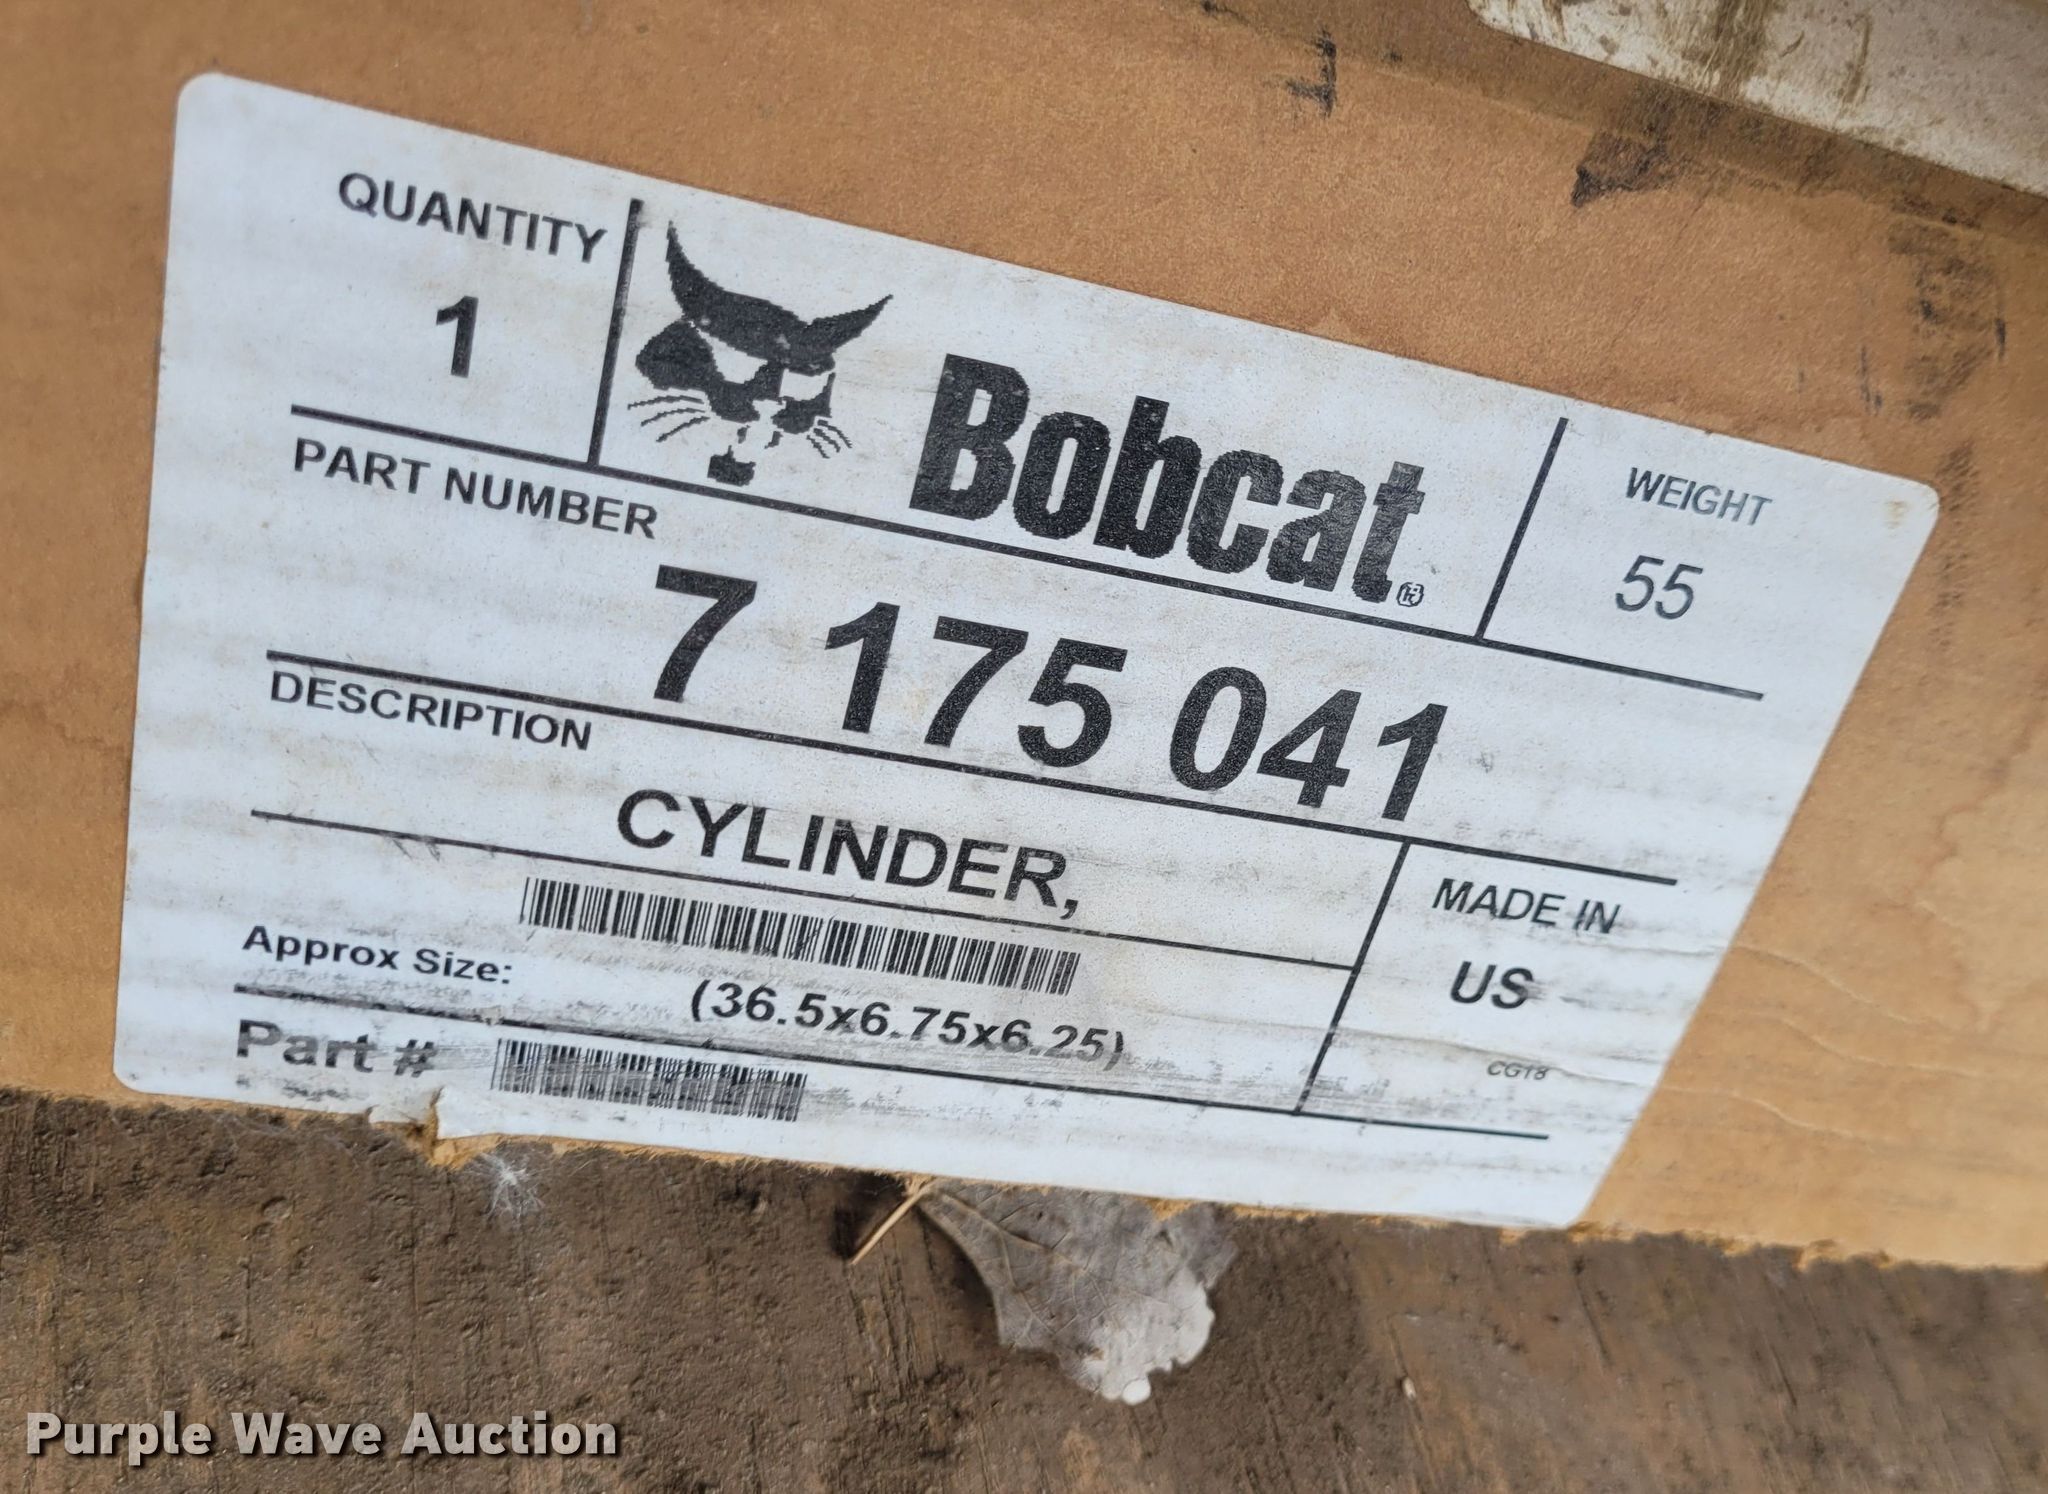 QUANTITY
1
Bobcat®
WEIGHT
55
PART NUMBER
7 175 041
DESCRIPTION
CYLINDER,
MADE IN
US
Approx Size:
(36.5x6.75x6.25)
CG18
Part #
Purple Wave Auction